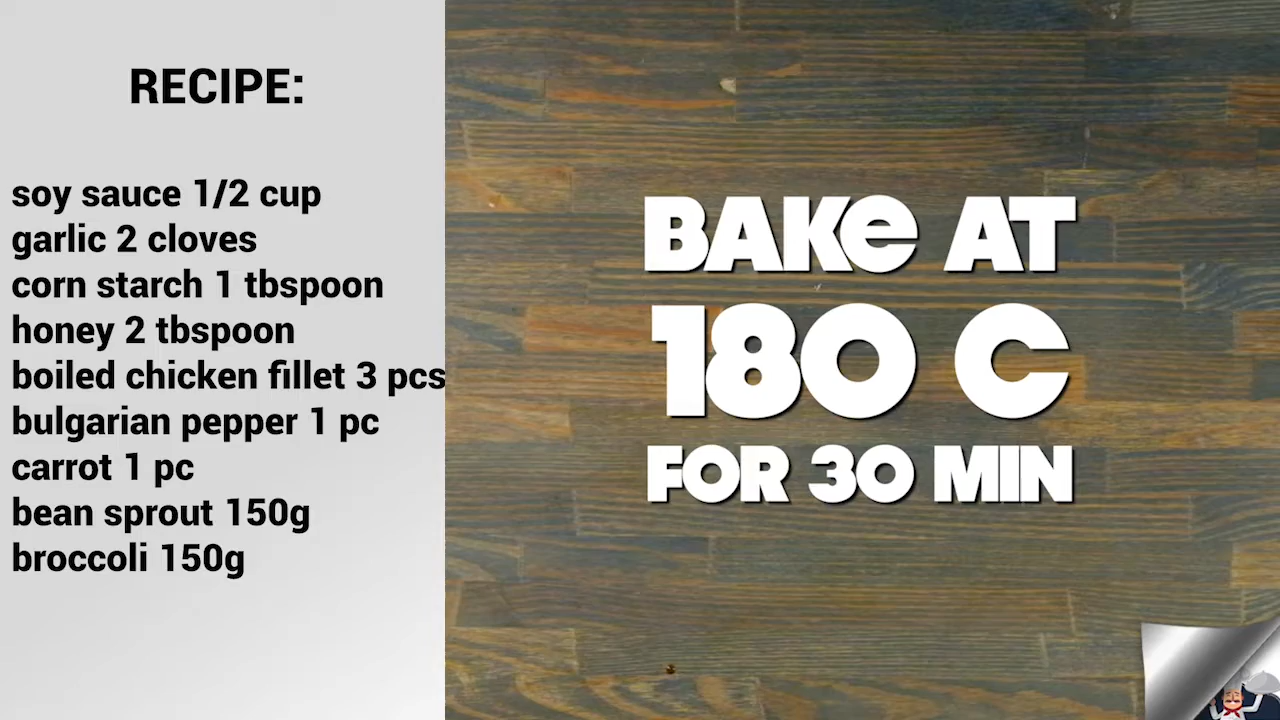 RECIPE:
soy sauce 1/2 cup
garlic 2 cloves
corn starch 1 tbspoon
honey 2 tbspoon
boiled chicken fillet 3 pcs
bulgarian pepper 1 pc
carrot 1 pc
bean sprout 150g
broccoli 150g
BAKE AT
180 C
FOR 30 MIN